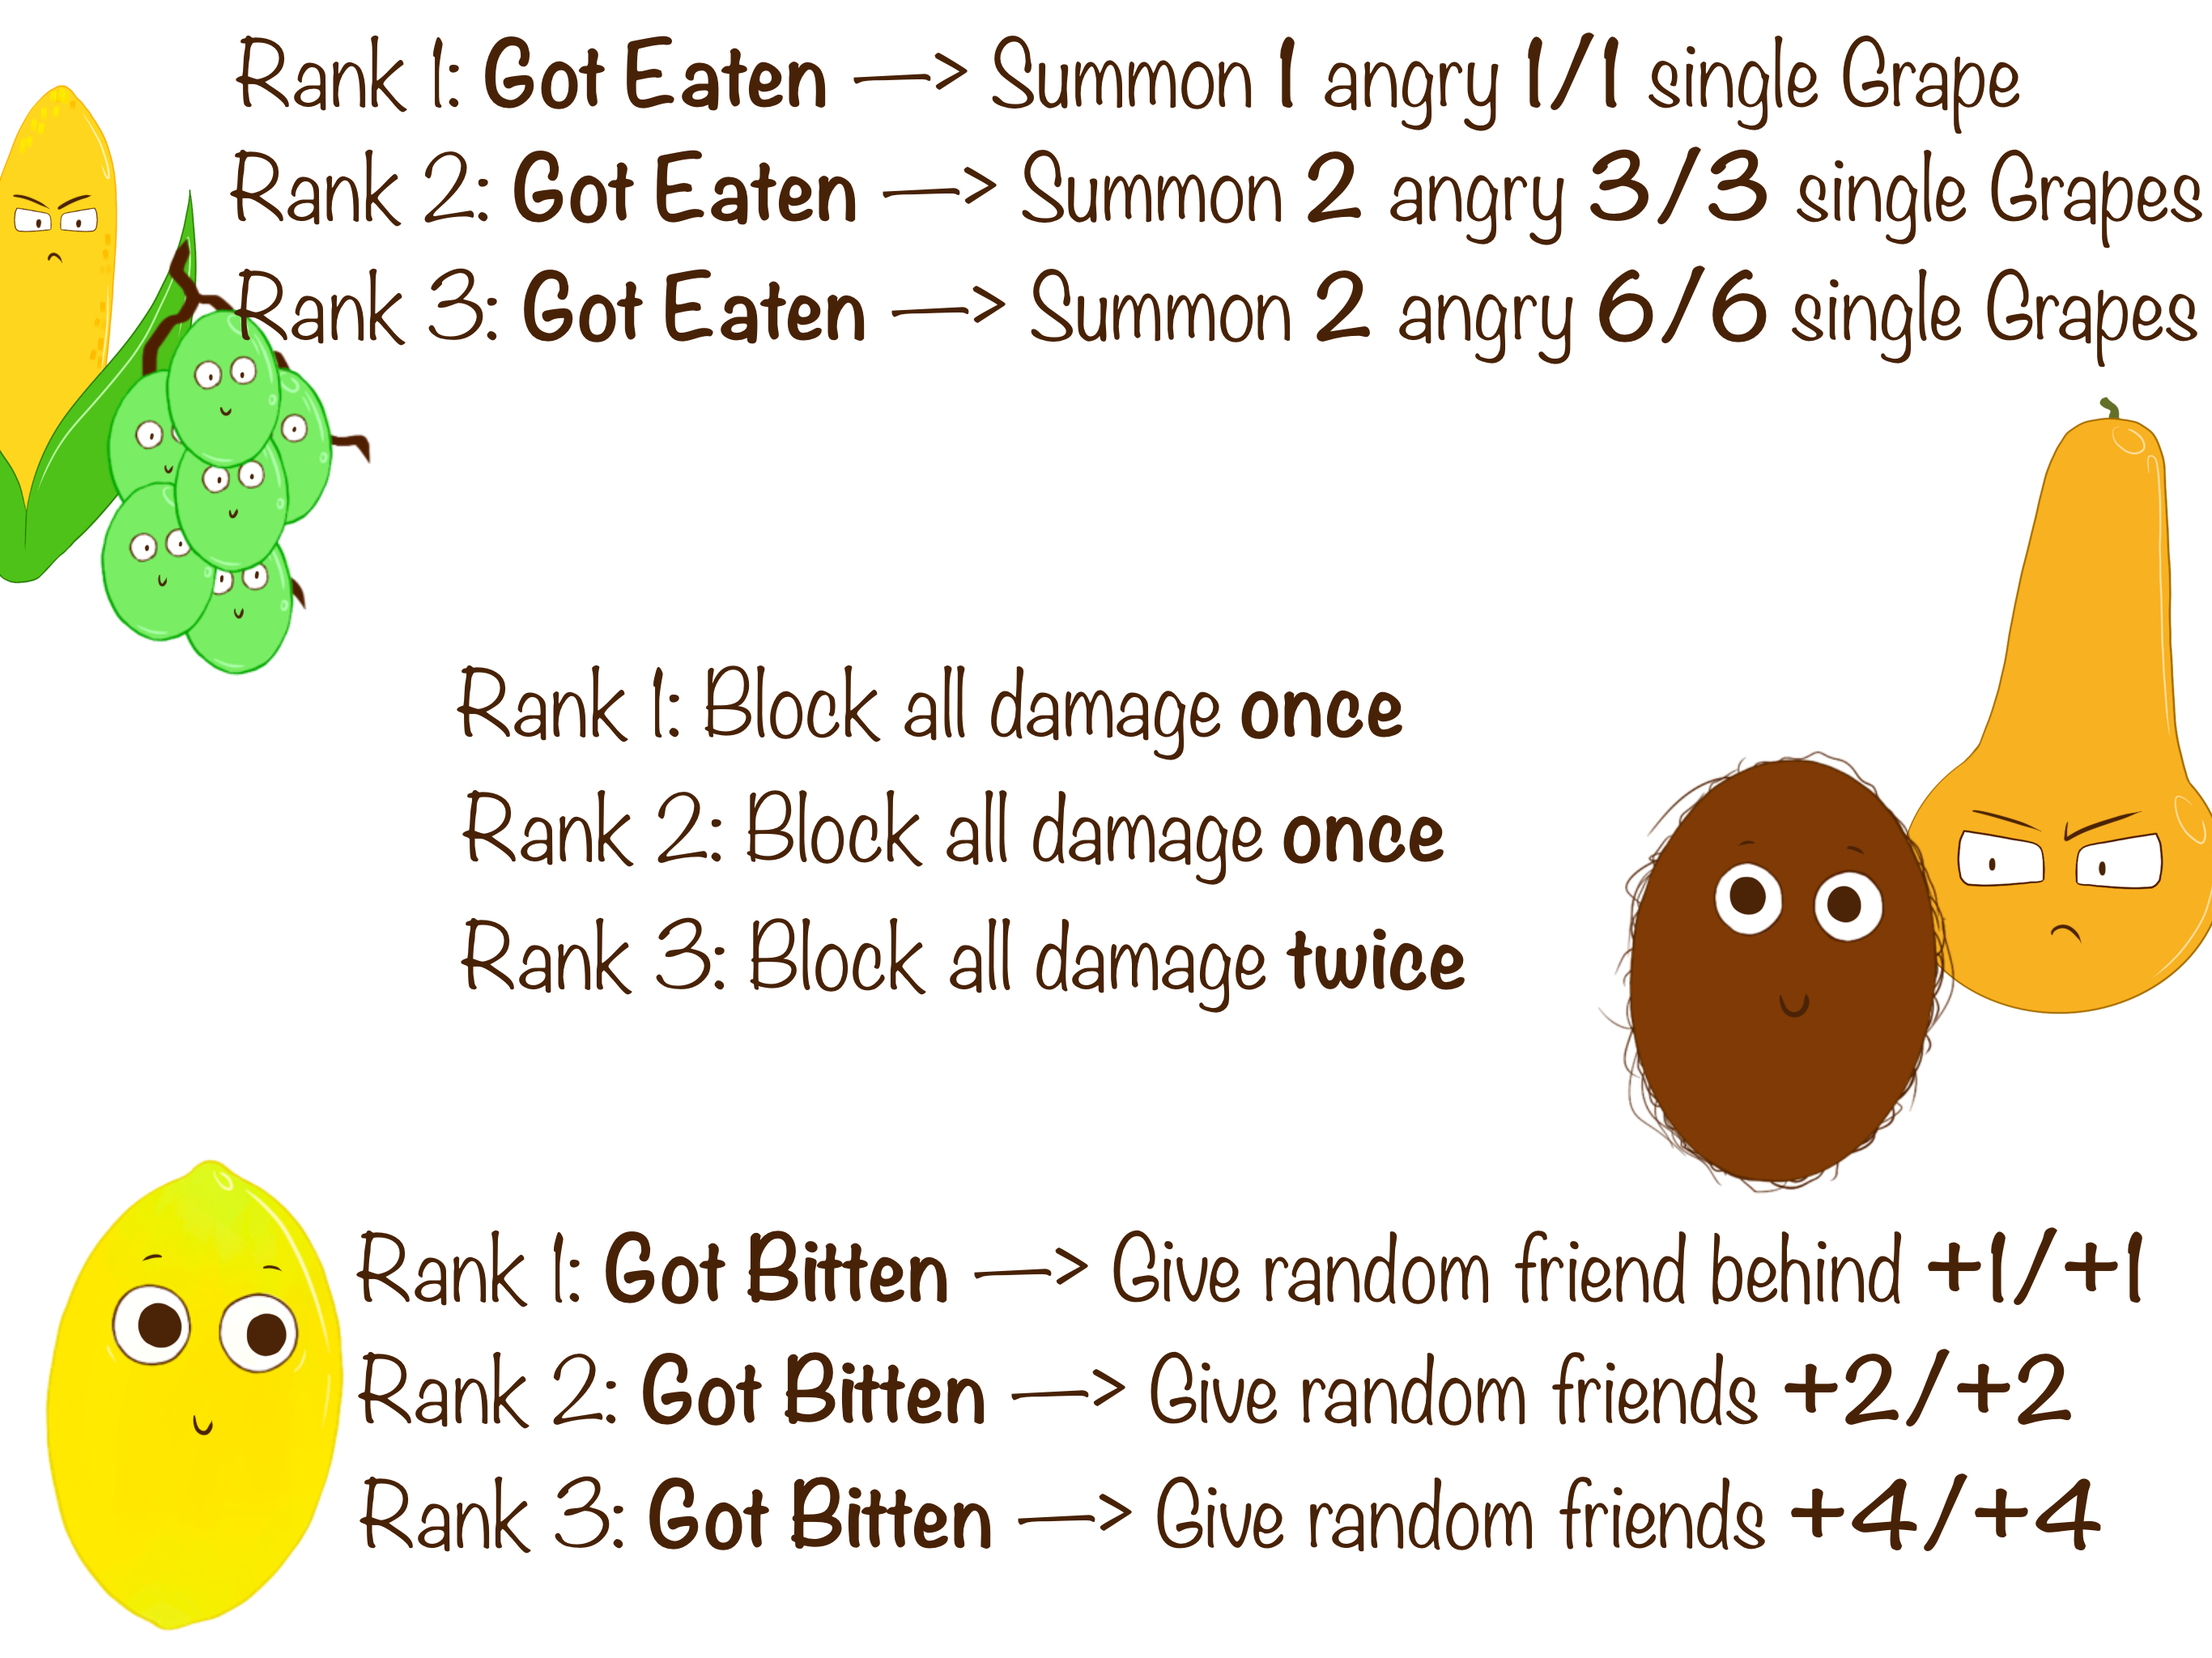 Rank 1: Got Eaten —> Summon 1 angry 1/1 single Grape
Rank 2: Got Eaten —> Summon 2 angry 3/3 single Grapes
Rank 3: Got Eaten —> Summon 2 angry 6/6 single Grapes
Rank 1: Block all damage once
Rank 2: Block all damage once
Rank 3: Block all damage twice
Rank 1: Got Bitten —> Give random friend behind +1/+1
Rank 2: Got Bitten —> Give random friends +2/+2
Rank 3: Got Bitten —> Give random friends +4/+4